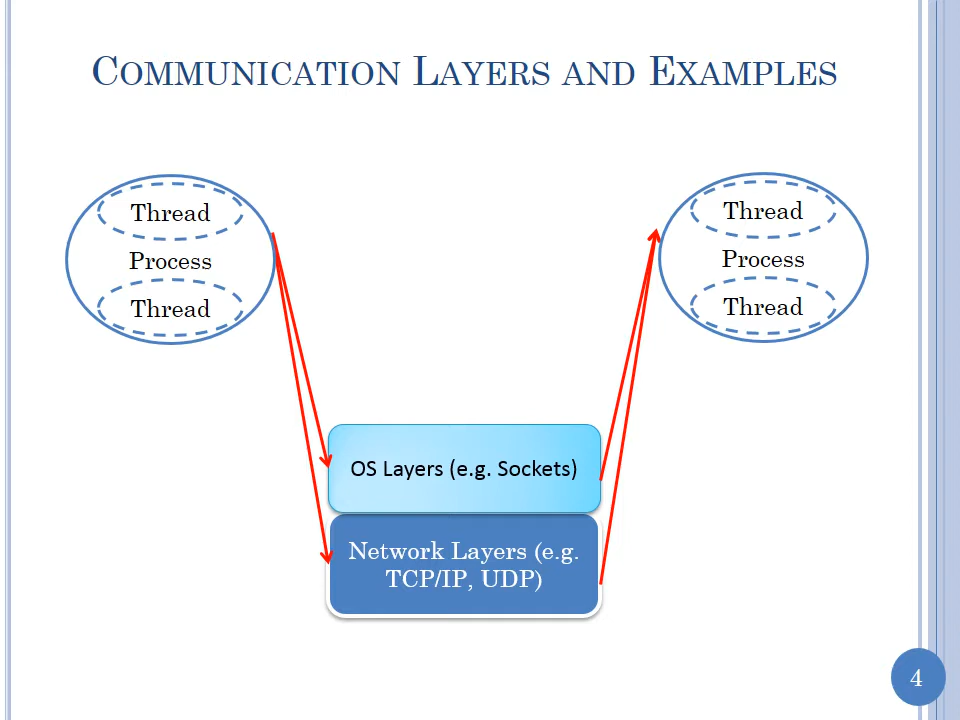 COMMUNICATION LAYERS AND EXAMPLES
Thread
Process
Thread
Thread
Process
Thread
OS Layers (e.g. Sockets)
Network Layers (e.g.
TCP/IP, UDP)
4